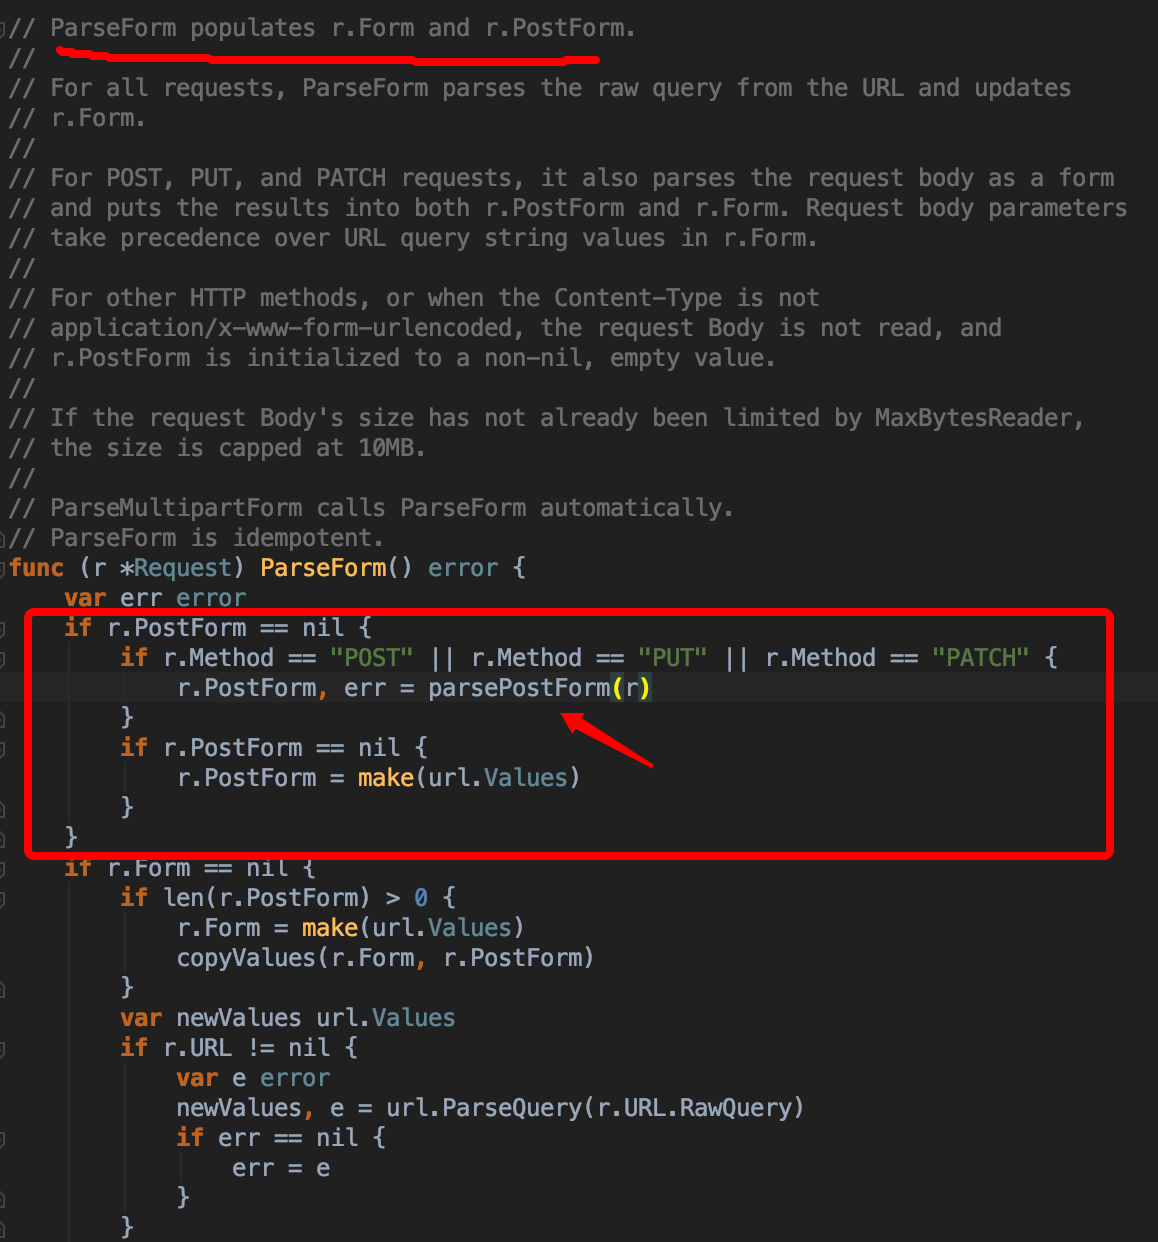 // ParseForm populates r.Form and r.PostForm.
//
// For all requests, ParseForm parses the raw query from the URL and updates
// r.Form.
//
// For POST, PUT, and PATCH requests, it also parses the request body as a form
// and puts the results into both r.PostForm and r.Form. Request body parameters
// take precedence over URL query string values in r.Form.
//
// For other HTTP methods, or when the Content-Type is not
// application/x-www-form-urlencoded, the request Body is not read, and
// r.PostForm is initialized to a non-nil, empty value.
//
// If the request Body's size has not already been limited by MaxBytesReader,
// the size is capped at 10MB.
//
// ParseMultipartForm calls ParseForm automatically.
// ParseForm is idempotent.
func (r *Request) ParseForm() error {
    var err error
    if r.PostForm == nil {
        if r.Method == "POST" || r.Method == "PUT" || r.Method == "PATCH" {
            r.PostForm, err = parsePostForm(r)
        }
        if r.PostForm == nil {
            r.PostForm = make(url.Values)
        }
    }
    if r.Form == nil {
        if len(r.PostForm) > 0 {
            r.Form = make(url.Values)
            copyValues(r.Form, r.PostForm)
        }
        var newValues url.Values
        if r.URL != nil {
            var e error
            newValues, e = url.ParseQuery(r.URL.RawQuery)
            if err == nil {
                err = e
            }
        }